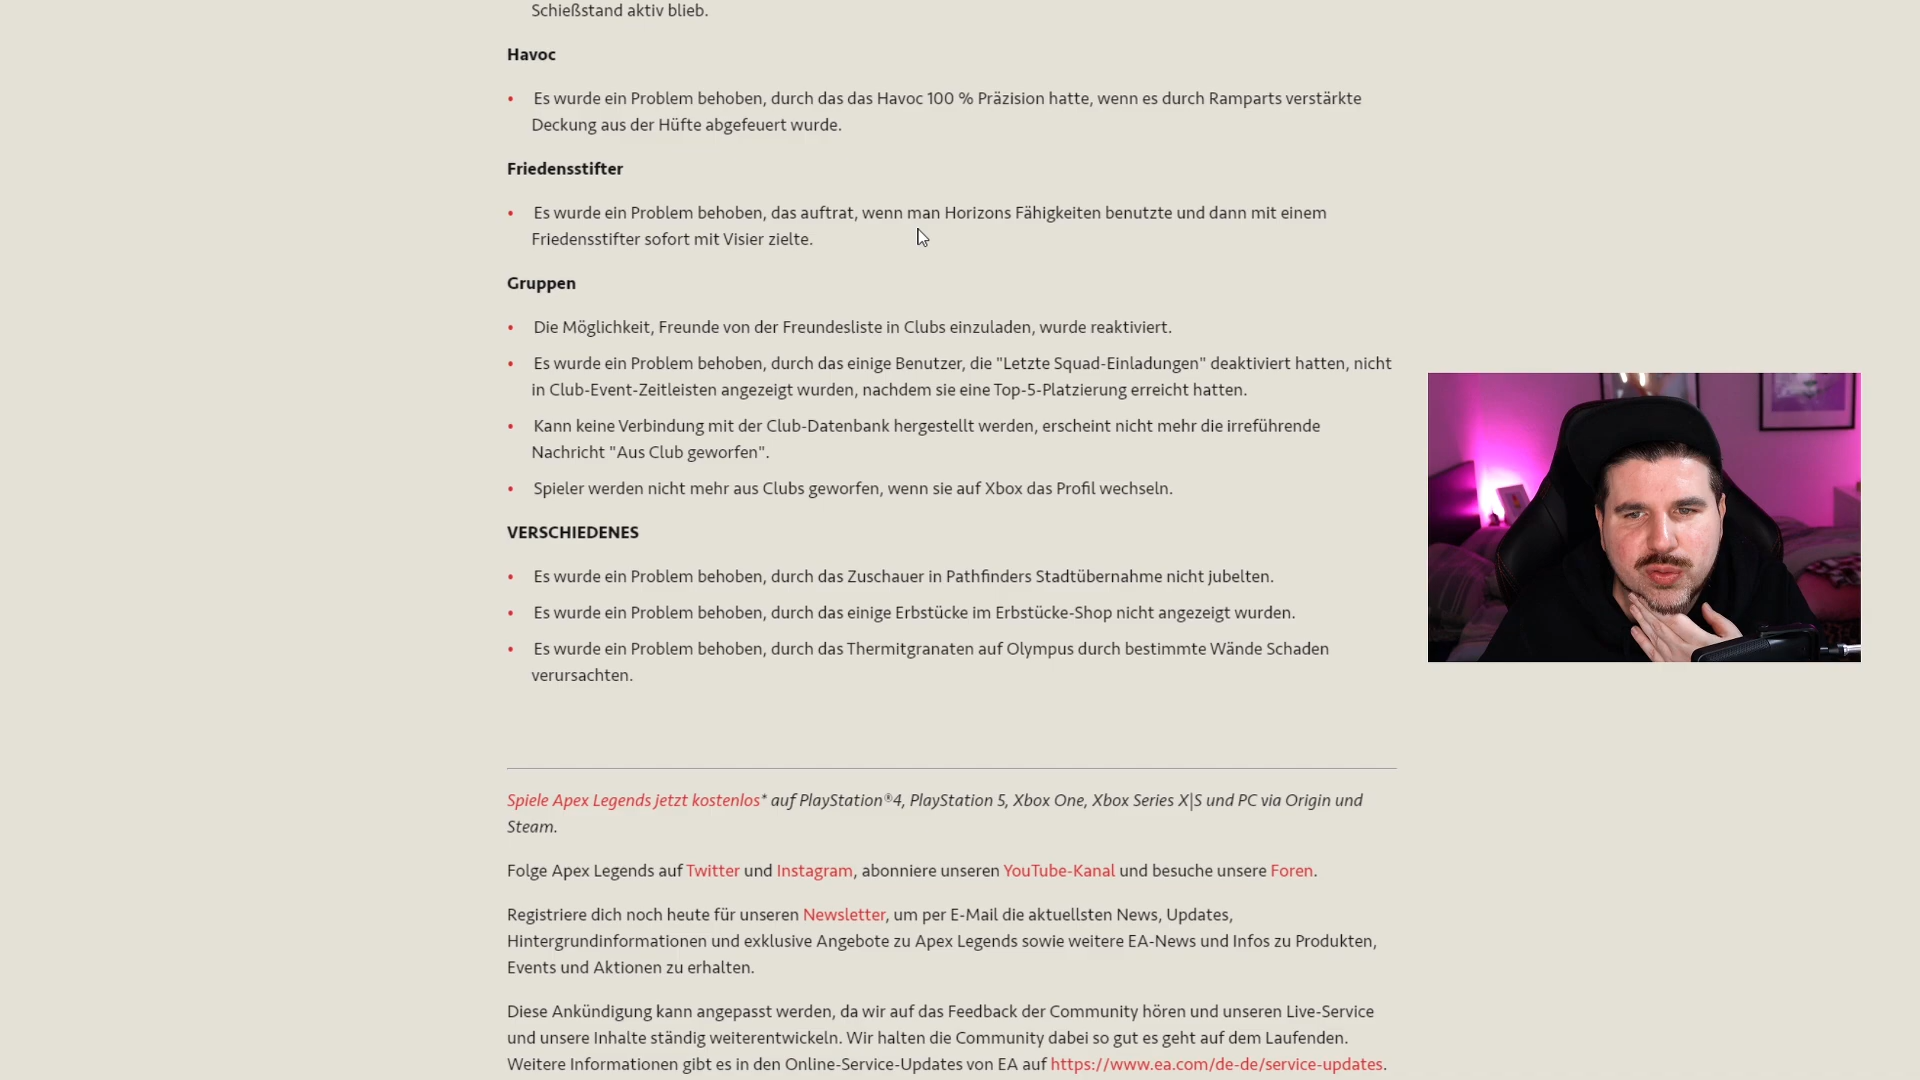 Schießstand aktiv blieb.
Havoc
• Es wurde ein Problem behoben, durch das das Havoc 100 % Präzision hatte, wenn es durch Ramparts verstärkte
Deckung aus der Hüfte abgefeuert wurde.
Friedensstifter
• Es wurde ein Problem behoben, das auftrat, wenn man Horizons Fähigkeiten benutzte und dann mit einem
Friedensstifter sofort mit Visier zielte.
Gruppen
• Die Möglichkeit, Freunde von der Freundesliste in Clubs einzuladen, wurde reaktiviert.
• Es wurde ein Problem behoben, durch das einige Benutzer, die "Letzte Squad-Einladungen" deaktiviert hatten, nicht
in Club-Event-Zeitleisten angezeigt wurden, nachdem sie eine Top-5-Platzierung erreicht hatten.
• Kann keine Verbindung mit der Club-Datenbank hergestellt werden, erscheint nicht mehr die irreführende
Nachricht "Aus Club geworfen".
• Spieler werden nicht mehr aus Clubs geworfen, wenn sie auf Xbox das Profil wechseln.
VERSCHIEDENES
• Es wurde ein Problem behoben, durch das Zuschauer in Pathfinders Stadtübernahme nicht jubelten.
• Es wurde ein Problem behoben, durch das einige Erbstücke im Erbstücke-Shop nicht angezeigt wurden.
• Es wurde ein Problem behoben, durch das Thermitgranaten auf Olympus durch bestimmte Wände Schaden
verursachten.
Spiele Apex Legends jetzt kostenlos* auf PlayStation®4, PlayStation 5, Xbox One, Xbox Series X|S und PC via Origin und
Steam.
Folge Apex Legends auf Twitter und Instagram, abonniere unseren YouTube-Kanal und besuche unsere Foren.
Registriere dich noch heute für unseren Newsletter, um per E-Mail die aktuellsten News, Updates,
Hintergrundinformationen und exklusive Angebote zu Apex Legends sowie weitere EA-News und Infos zu Produkten,
Events und Aktionen zu erhalten.
Diese Ankündigung kann angepasst werden, da wir auf das Feedback der Community hören und unseren Live-Service
und unsere Inhalte ständig weiterentwickeln. Wir halten die Community dabei so gut es geht auf dem Laufenden.
Weitere Informationen gibt es in den Online-Service-Updates von EA auf https://www.ea.com/de-de/service-updates.